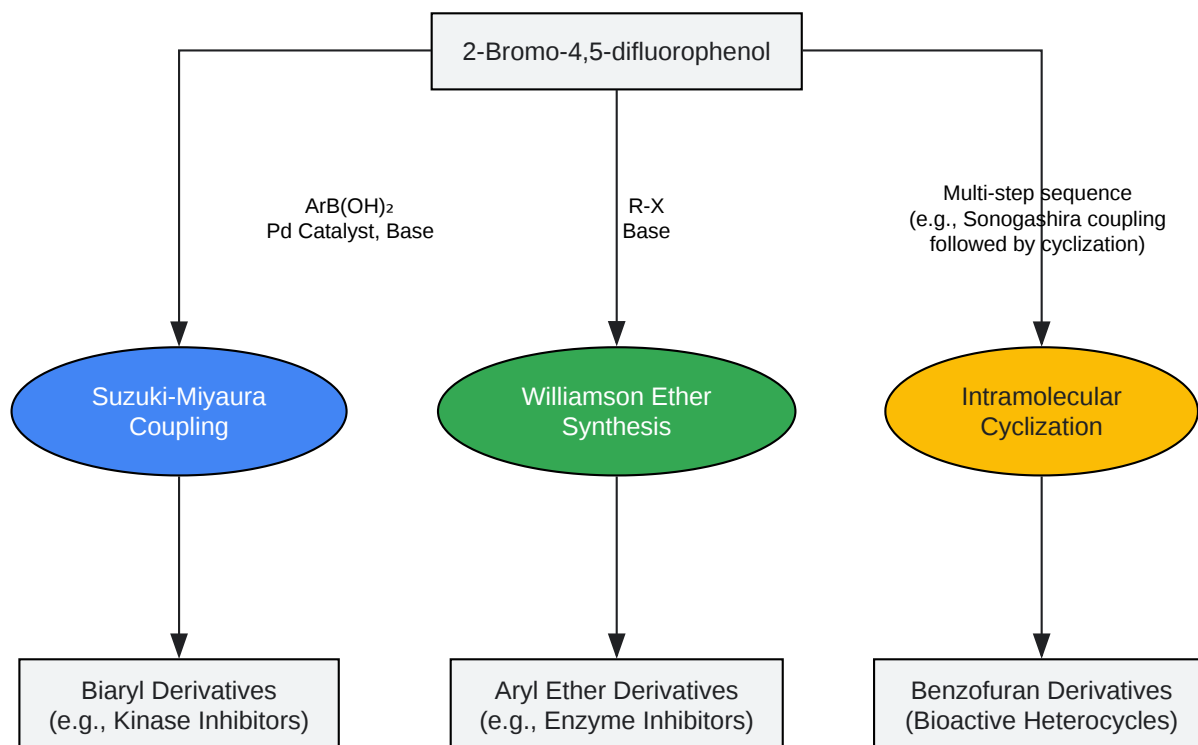 2-Bromo-4,5-difluorophenol
ArB(OH)₂
Pd Catalyst, Base
R-X
Base
Multi-step sequence
(e.g., Sonogashira coupling
followed by cyclization)
Suzuki-Miyaura
Coupling
Williamson Ether
Synthesis
Intramolecular
Cyclization
Biaryl Derivatives
(e.g., Kinase Inhibitors)
Aryl Ether Derivatives
(e.g., Enzyme Inhibitors)
Benzofuran Derivatives
(Bioactive Heterocycles)